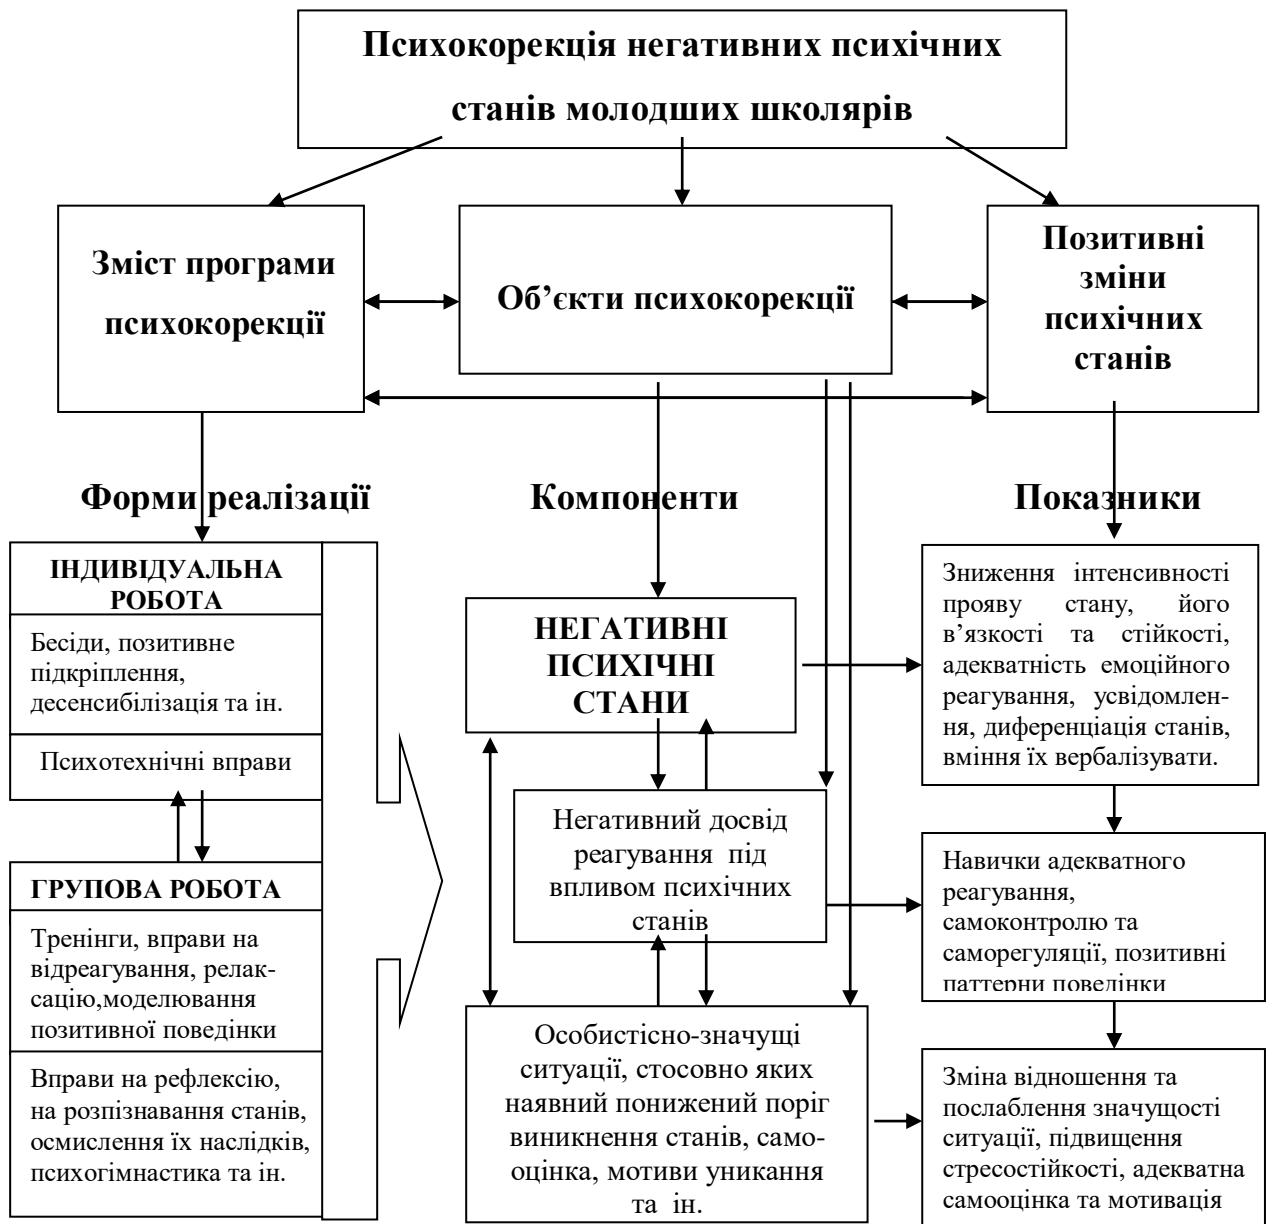 Психокорекція негативних психічних
станів молодших школярів
Зміст програми
психокорекції
Об’єкти психокорекції
Позитивні
зміни
психічних
станів
Форми реалізації
Компоненти
Показники
ІНДИВІДУАЛЬНА
РОБОТА
Бесіди, позитивне
підкріплення,
десенсибілізація та ін.
Психотехнічні вправи
ГРУПОВА РОБОТА
Тренінги, вправи на
відреагування, релак-
сацію,моделювання
позитивної поведінки
Вправи на рефлексію,
на розпізнавання станів,
осмислення їх наслідків,
психогімнастика та ін.
НЕГАТИВНІ
ПСИХІЧНІ
СТАНИ
Негативний досвід
реагування під
впливом психічних
станів
Особистісно-значущі
ситуації, стосовно яких
наявний понижений поріг
виникнення станів, само-
оцінка, мотиви уникання
та ін.
Зниження інтенсивності
прояву стану, його
в’язкості та стійкості,
адекватність емоційного
реагування, усвідомлен-
ня, диференціація станів,
вміння їх вербалізувати.
Навички адекватного
реагування,
самоконтролю та
саморегуляції, позитивні
паттерни поведінки
Зміна відношення та
послаблення значущості
ситуації, підвищення
стресостійкості, адекватна
самооцінка та мотивація